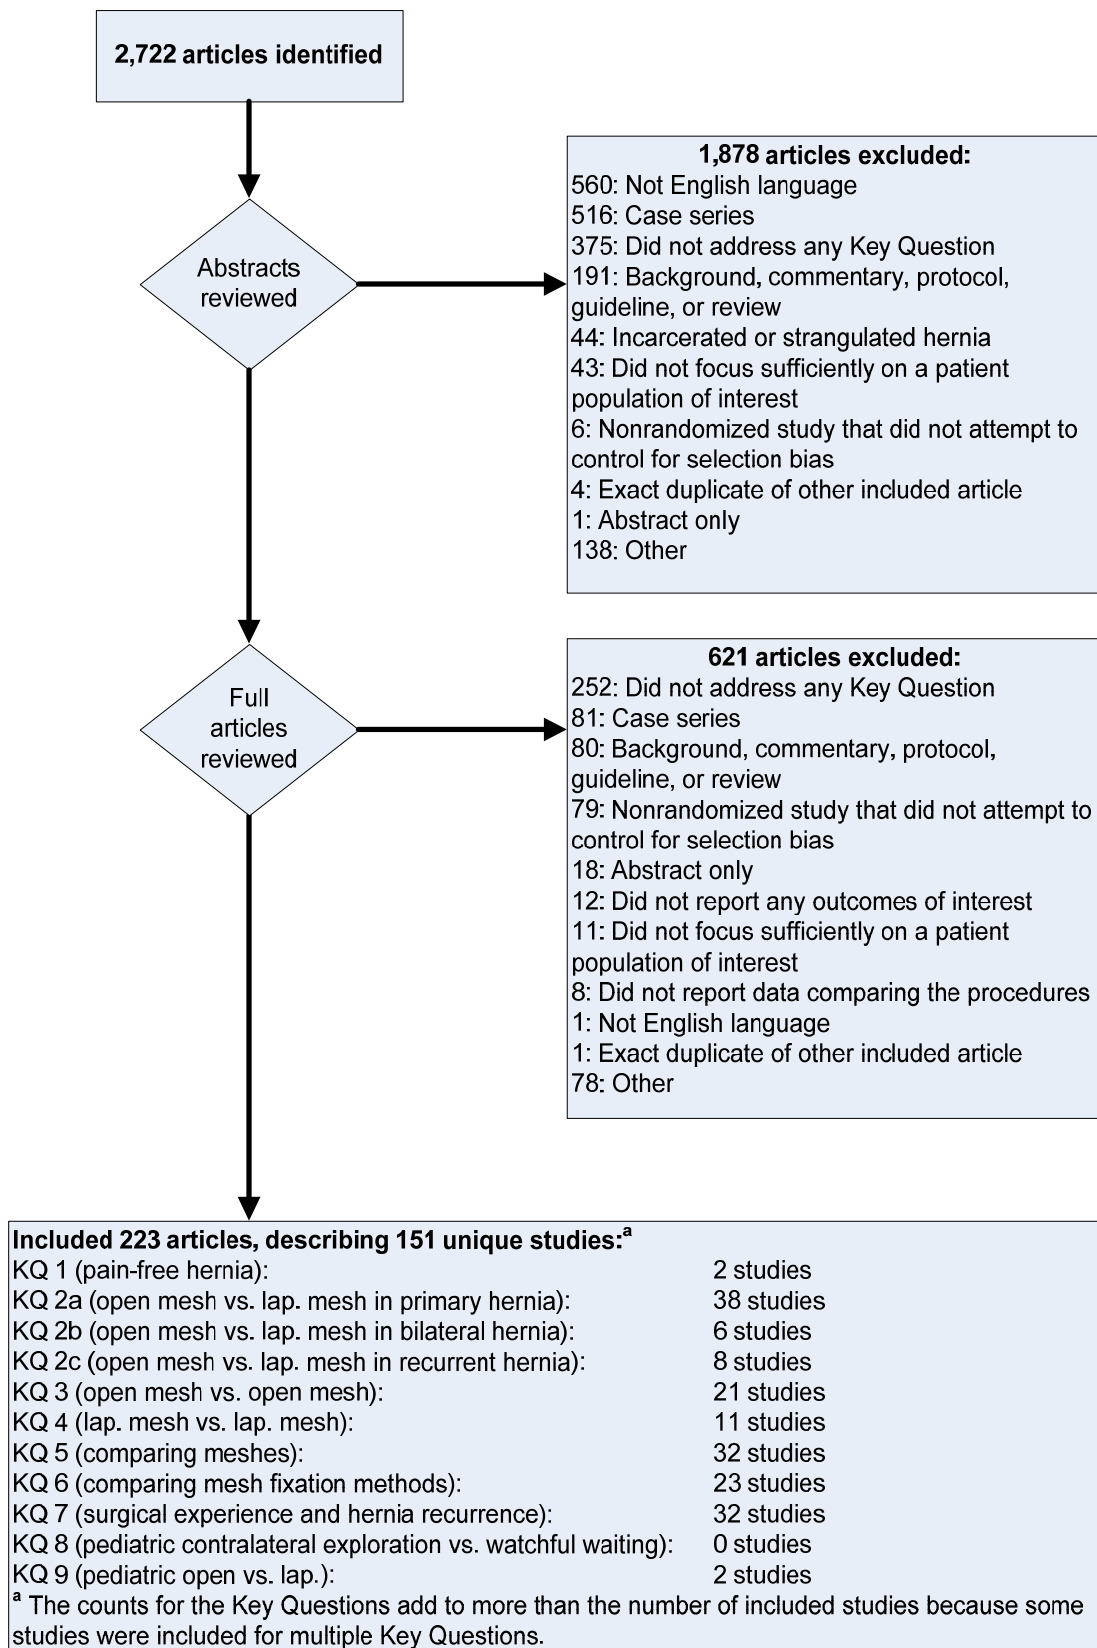 2,722 articles identified
Abstracts
reviewed
1,878 articles excluded:
560: Not English language
516: Case series
375: Did not address any Key Question
191: Background, commentary, protocol,
guideline, or review
44: Incarcerated or strangulated hernia
43: Did not focus sufficiently on a patient
population of interest
6: Nonrandomized study that did not attempt to
control for selection bias
4: Exact duplicate of other included article
1: Abstract only
138: Other
Full
articles
reviewed
621 articles excluded:
252: Did not address any Key Question
81: Case series
80: Background, commentary, protocol,
guideline, or review
79: Nonrandomized study that did not attempt to
control for selection bias
18: Abstract only
12: Did not report any outcomes of interest
11: Did not focus sufficiently on a patient
population of interest
8: Did not report data comparing the procedures
1: Not English language
1: Exact duplicate of other included article
78: Other
Included 223 articles, describing 151 unique studies:a
KQ 1 (pain-free hernia): 2 studies
KQ 2a (open mesh vs. lap. mesh in primary hernia): 38 studies
KQ 2b (open mesh vs. lap. mesh in bilateral hernia): 6 studies
KQ 2c (open mesh vs. lap. mesh in recurrent hernia): 8 studies
KQ 3 (open mesh vs. open mesh): 21 studies
KQ 4 (lap. mesh vs. lap. mesh): 11 studies
KQ 5 (comparing meshes): 32 studies
KQ 6 (comparing mesh fixation methods): 23 studies
KQ 7 (surgical experience and hernia recurrence): 32 studies
KQ 8 (pediatric contralateral exploration vs. watchful waiting): 0 studies
KQ 9 (pediatric open vs. lap.): 2 studies
a The counts for the Key Questions add to more than the number of included studies because some
studies were included for multiple Key Questions.